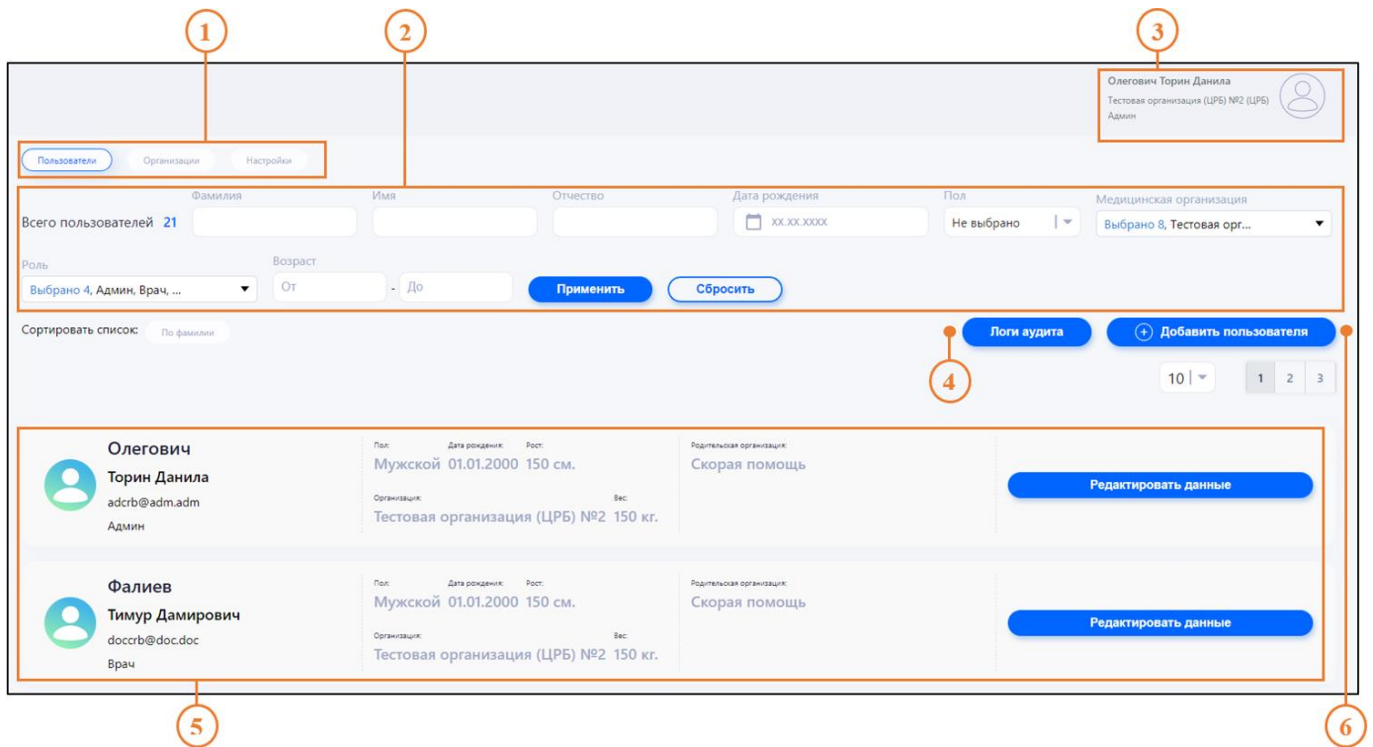 1
2
3
Олегович Торин Данила
Тестовая организация (ЦРБ) №2 (ЦРБ)
Админ
Пользователи Организации Настройки
Фамилия Имя Отчество Дата рождения Пол Медицинская организация
Всего пользователей 21 XX.XX.XXXX Не выбрано Выбрано 8, Тестовая орг...
Роль Возраст
Выбрано 4, Админ, Врач, ... От - До Применить Сбросить
Сортировать список: По фамилии Логи аудита Добавить пользователя
4
10 1 2 3
Олегович
Торин Данила
adcrb@adm.adm
Админ
Пол: Дата рождения: Рост:
Мужской 01.01.2000 150 см.
Организация: Вес:
Тестовая организация (ЦРБ) №2 150 кг.
Родительская организация:
Скорая помощь
Редактировать данные
Фалиев
Тимур Дамирович
doccrb@doc.doc
Врач
Пол: Дата рождения: Рост:
Мужской 01.01.2000 150 см.
Организация: Вес:
Тестовая организация (ЦРБ) №2 150 кг.
Родительская организация:
Скорая помощь
Редактировать данные
5
6